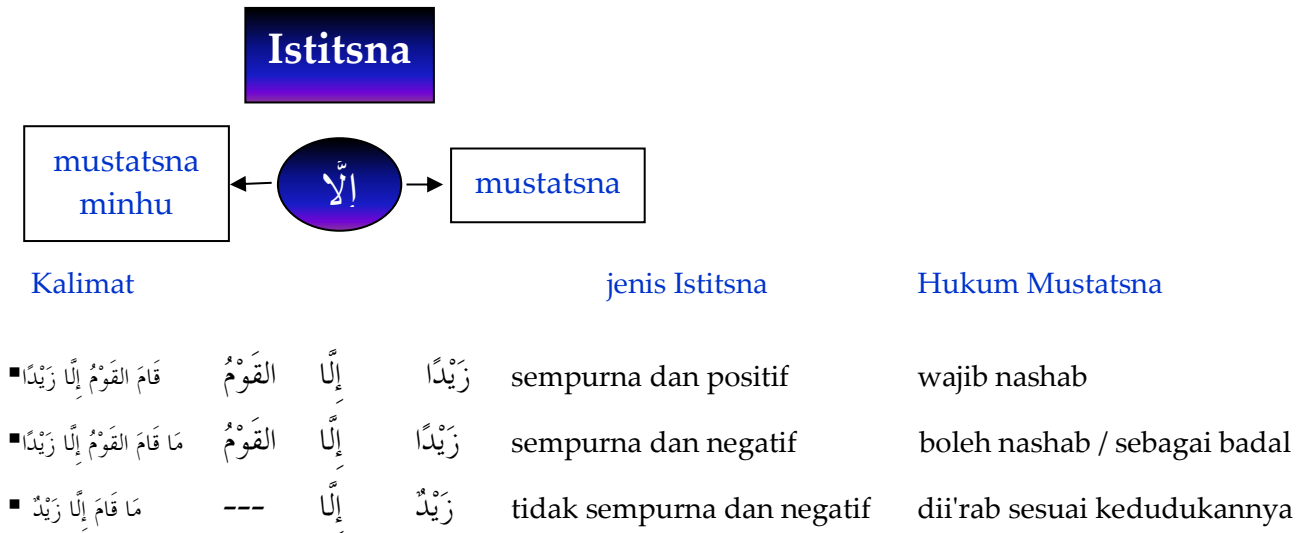 Istitsna
mustatsna
minhu
إِلَّا
mustatsna
Kalimat jenis Istitsna Hukum Mustatsna
▪قَامَ القَوْمُ إِلَّا زَيْدًا القَوْمُ إِلَّا زَيْدًا sempurna dan positif wajib nashab
▪مَا قَامَ القَوْمُ إِلَّا زَيْدًا القَوْمُ إِلَّا زَيْدًا sempurna dan negatif boleh nashab / sebagai badal
▪ مَا قَامَ إِلَّا زَيْدٌ --- إِلَّا زَيْدٌ tidak sempurna dan negatif dii'rab sesuai kedudukannya